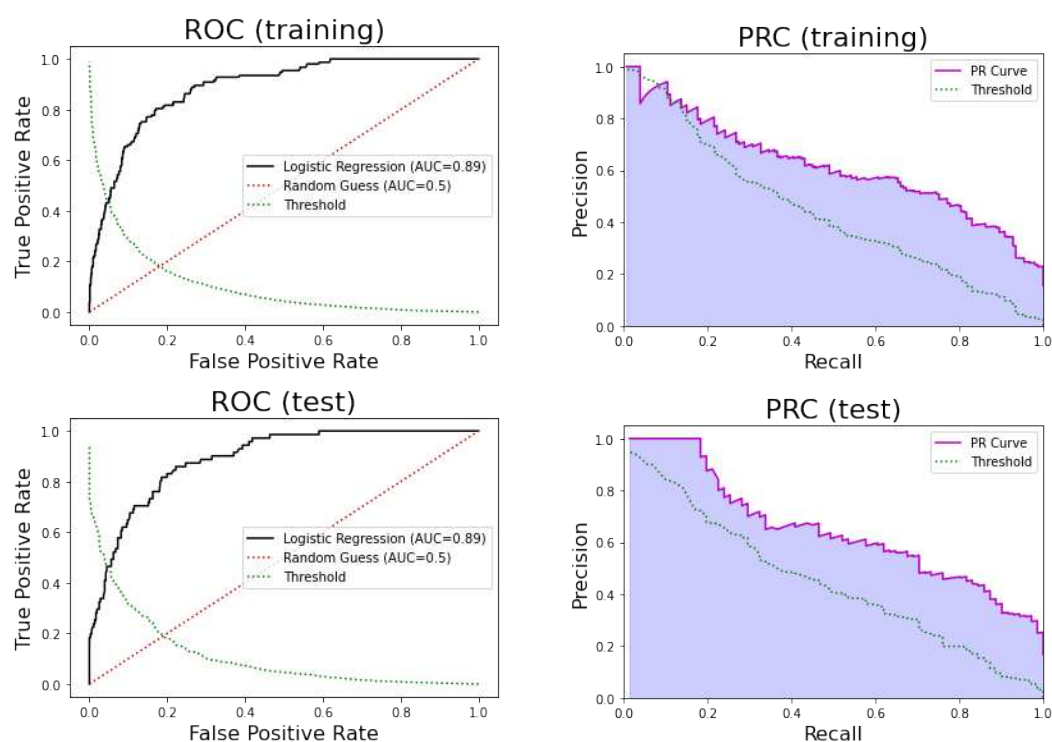 ROC (training)
True Positive Rate
1.0
0.8
0.6
0.4
0.2
0.0
Logistic Regression (AUC=0.89)
Random Guess (AUC=0.5)
Threshold
0.0 0.2 0.4 0.6 0.8 1.0
False Positive Rate
PRC (training)
Precision
1.0
0.8
0.6
0.4
0.2
0.0
PR Curve
Threshold
0.0 0.2 0.4 0.6 0.8 1.0
Recall
ROC (test)
True Positive Rate
1.0
0.8
0.6
0.4
0.2
0.0
Logistic Regression (AUC=0.89)
Random Guess (AUC=0.5)
Threshold
0.0 0.2 0.4 0.6 0.8 1.0
False Positive Rate
PRC (test)
Precision
1.0
0.8
0.6
0.4
0.2
0.0
PR Curve
Threshold
0.0 0.2 0.4 0.6 0.8 1.0
Recall